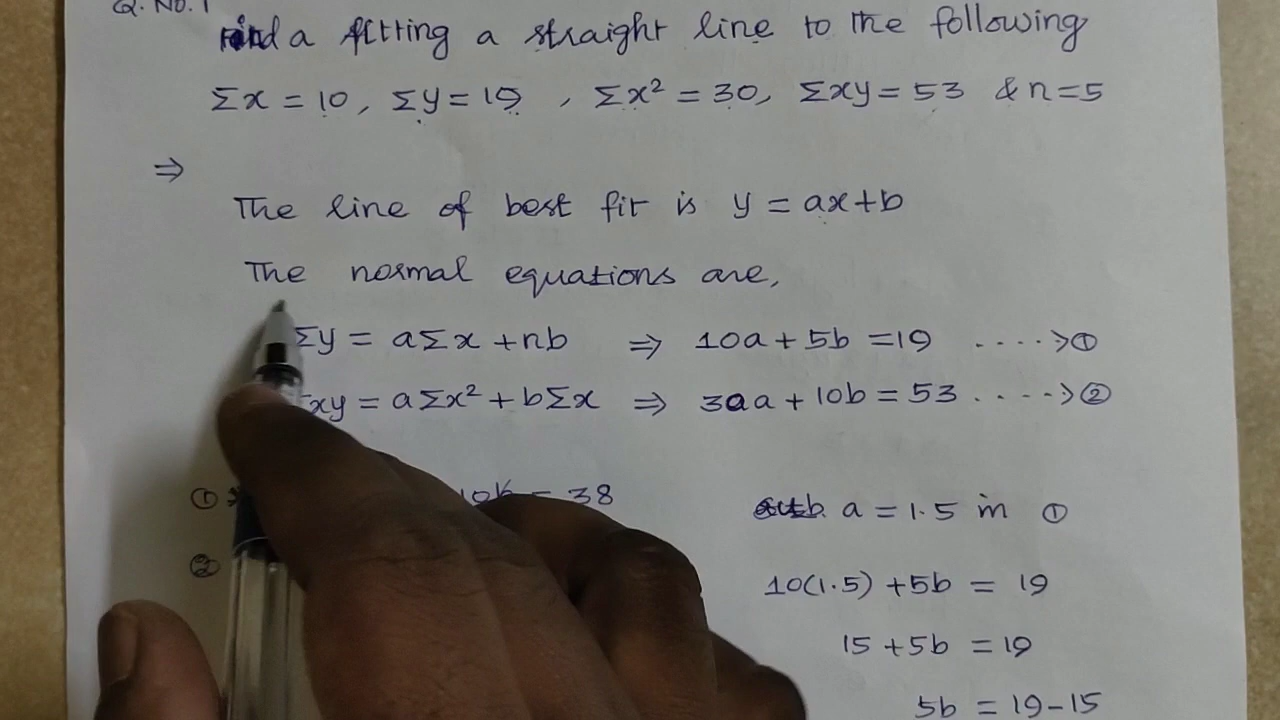 Q. No. 1
Find a fitting a straight line to the following
Σx = 10, Σy = 19 , Σx² = 30, Σxy = 53 & n=5
⇒
The line of best fit is y = ax+b
The normal equations are,
Σy = aΣx +nb ⇒ 10a + 5b =19 ....>①
Σxy = aΣx² + bΣx ⇒ 30a + 10b = 53 ....>②
① 10b = 38 sub a = 1.5 in ①
②
10(1.5) +5b = 19
15 +5b = 19
5b = 19-15